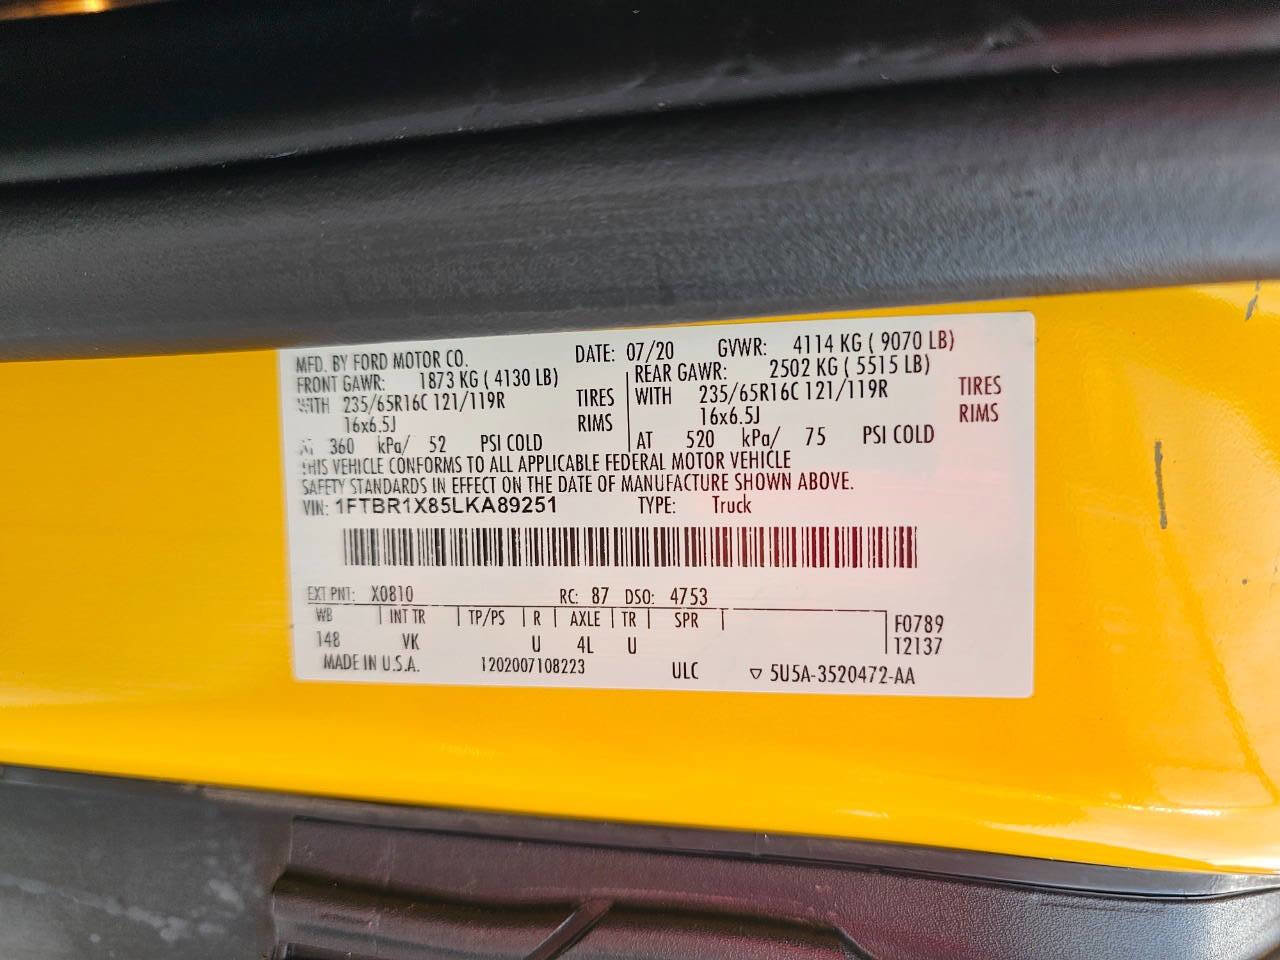 MFD. BY FORD MOTOR CO. DATE: 07/20 GVWR: 4114 KG ( 9070 LB)
FRONT GAWR: 1873 KG ( 4130 LB) REAR GAWR: 2502 KG ( 5515 LB)
WITH 235/65R16C 121/119R TIRES WITH 235/65R16C 121/119R TIRES
16x6.5J RIMS 16x6.5J RIMS
AT 360 kPa/ 52 PSI COLD AT 520 kPa/ 75 PSI COLD
THIS VEHICLE CONFORMS TO ALL APPLICABLE FEDERAL MOTOR VEHICLE
SAFETY STANDARDS IN EFFECT ON THE DATE OF MANUFACTURE SHOWN ABOVE.
VIN: 1FTBR1X85LKA89251 TYPE: Truck
EXT PNT: X0810 RC: 87 DSO: 4753
WB INT TR TP/PS R AXLE TR SPR F0789
148 VK U 4L U T2137
MADE IN U.S.A. 1202007108223 ULC ▽ 5U5A-3520472-AA